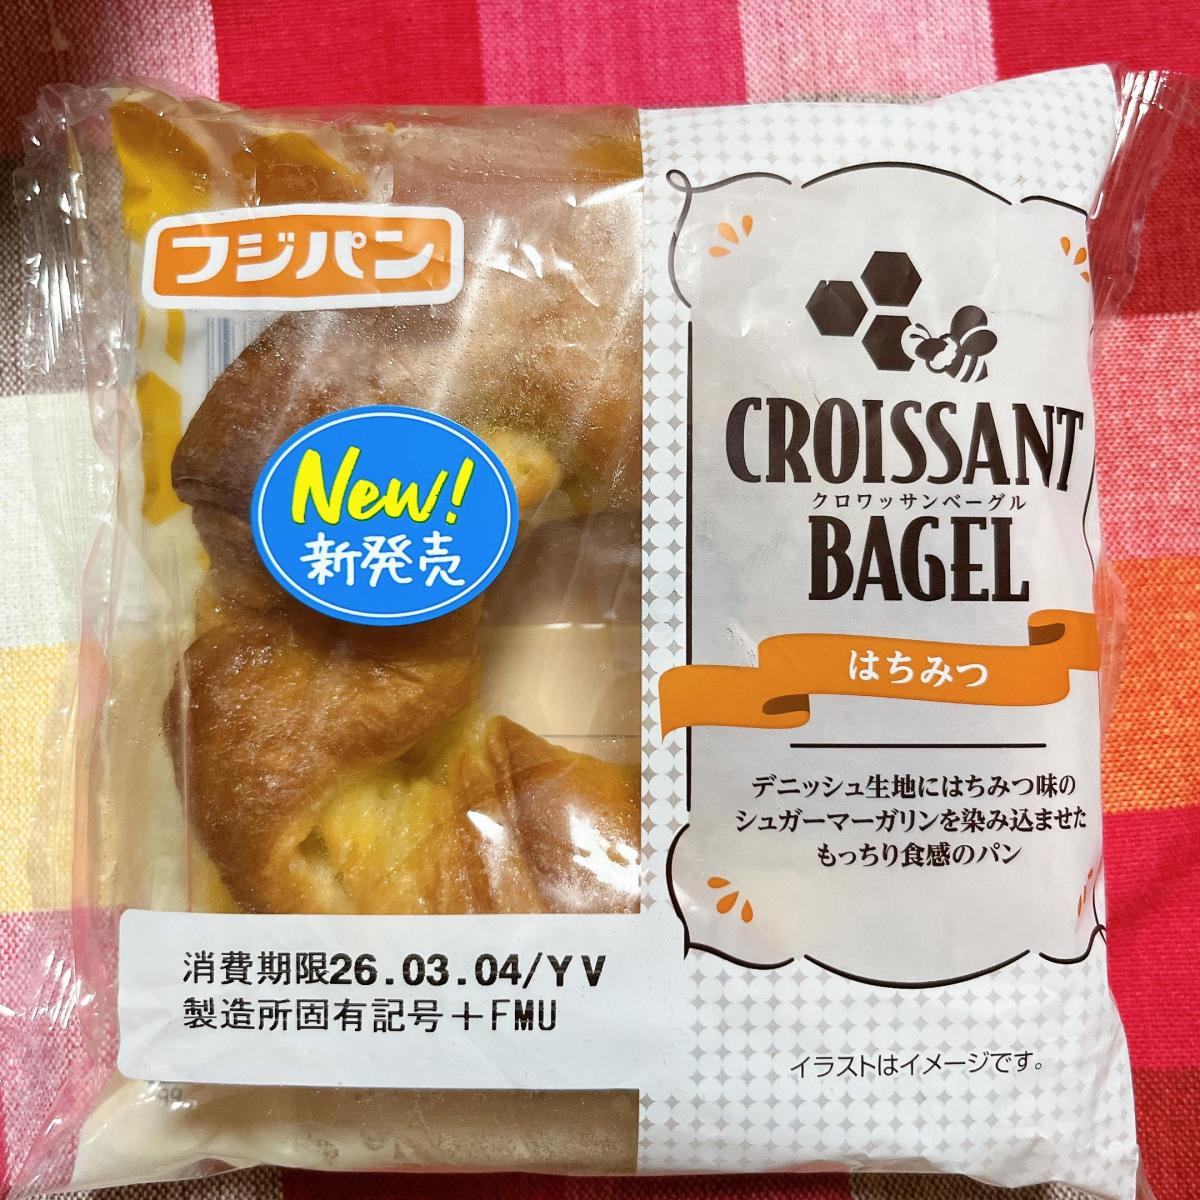 フジパン
New!
新発売
CROISSANT
クロワッサンベーグル
BAGEL
はちみつ
デニッシュ生地にはちみつ味の
シュガーマーガリンを染み込ませた
もっちり食感のパン
消費期限26.03.04/YV
製造所固有記号+FMU
イラストはイメージです。